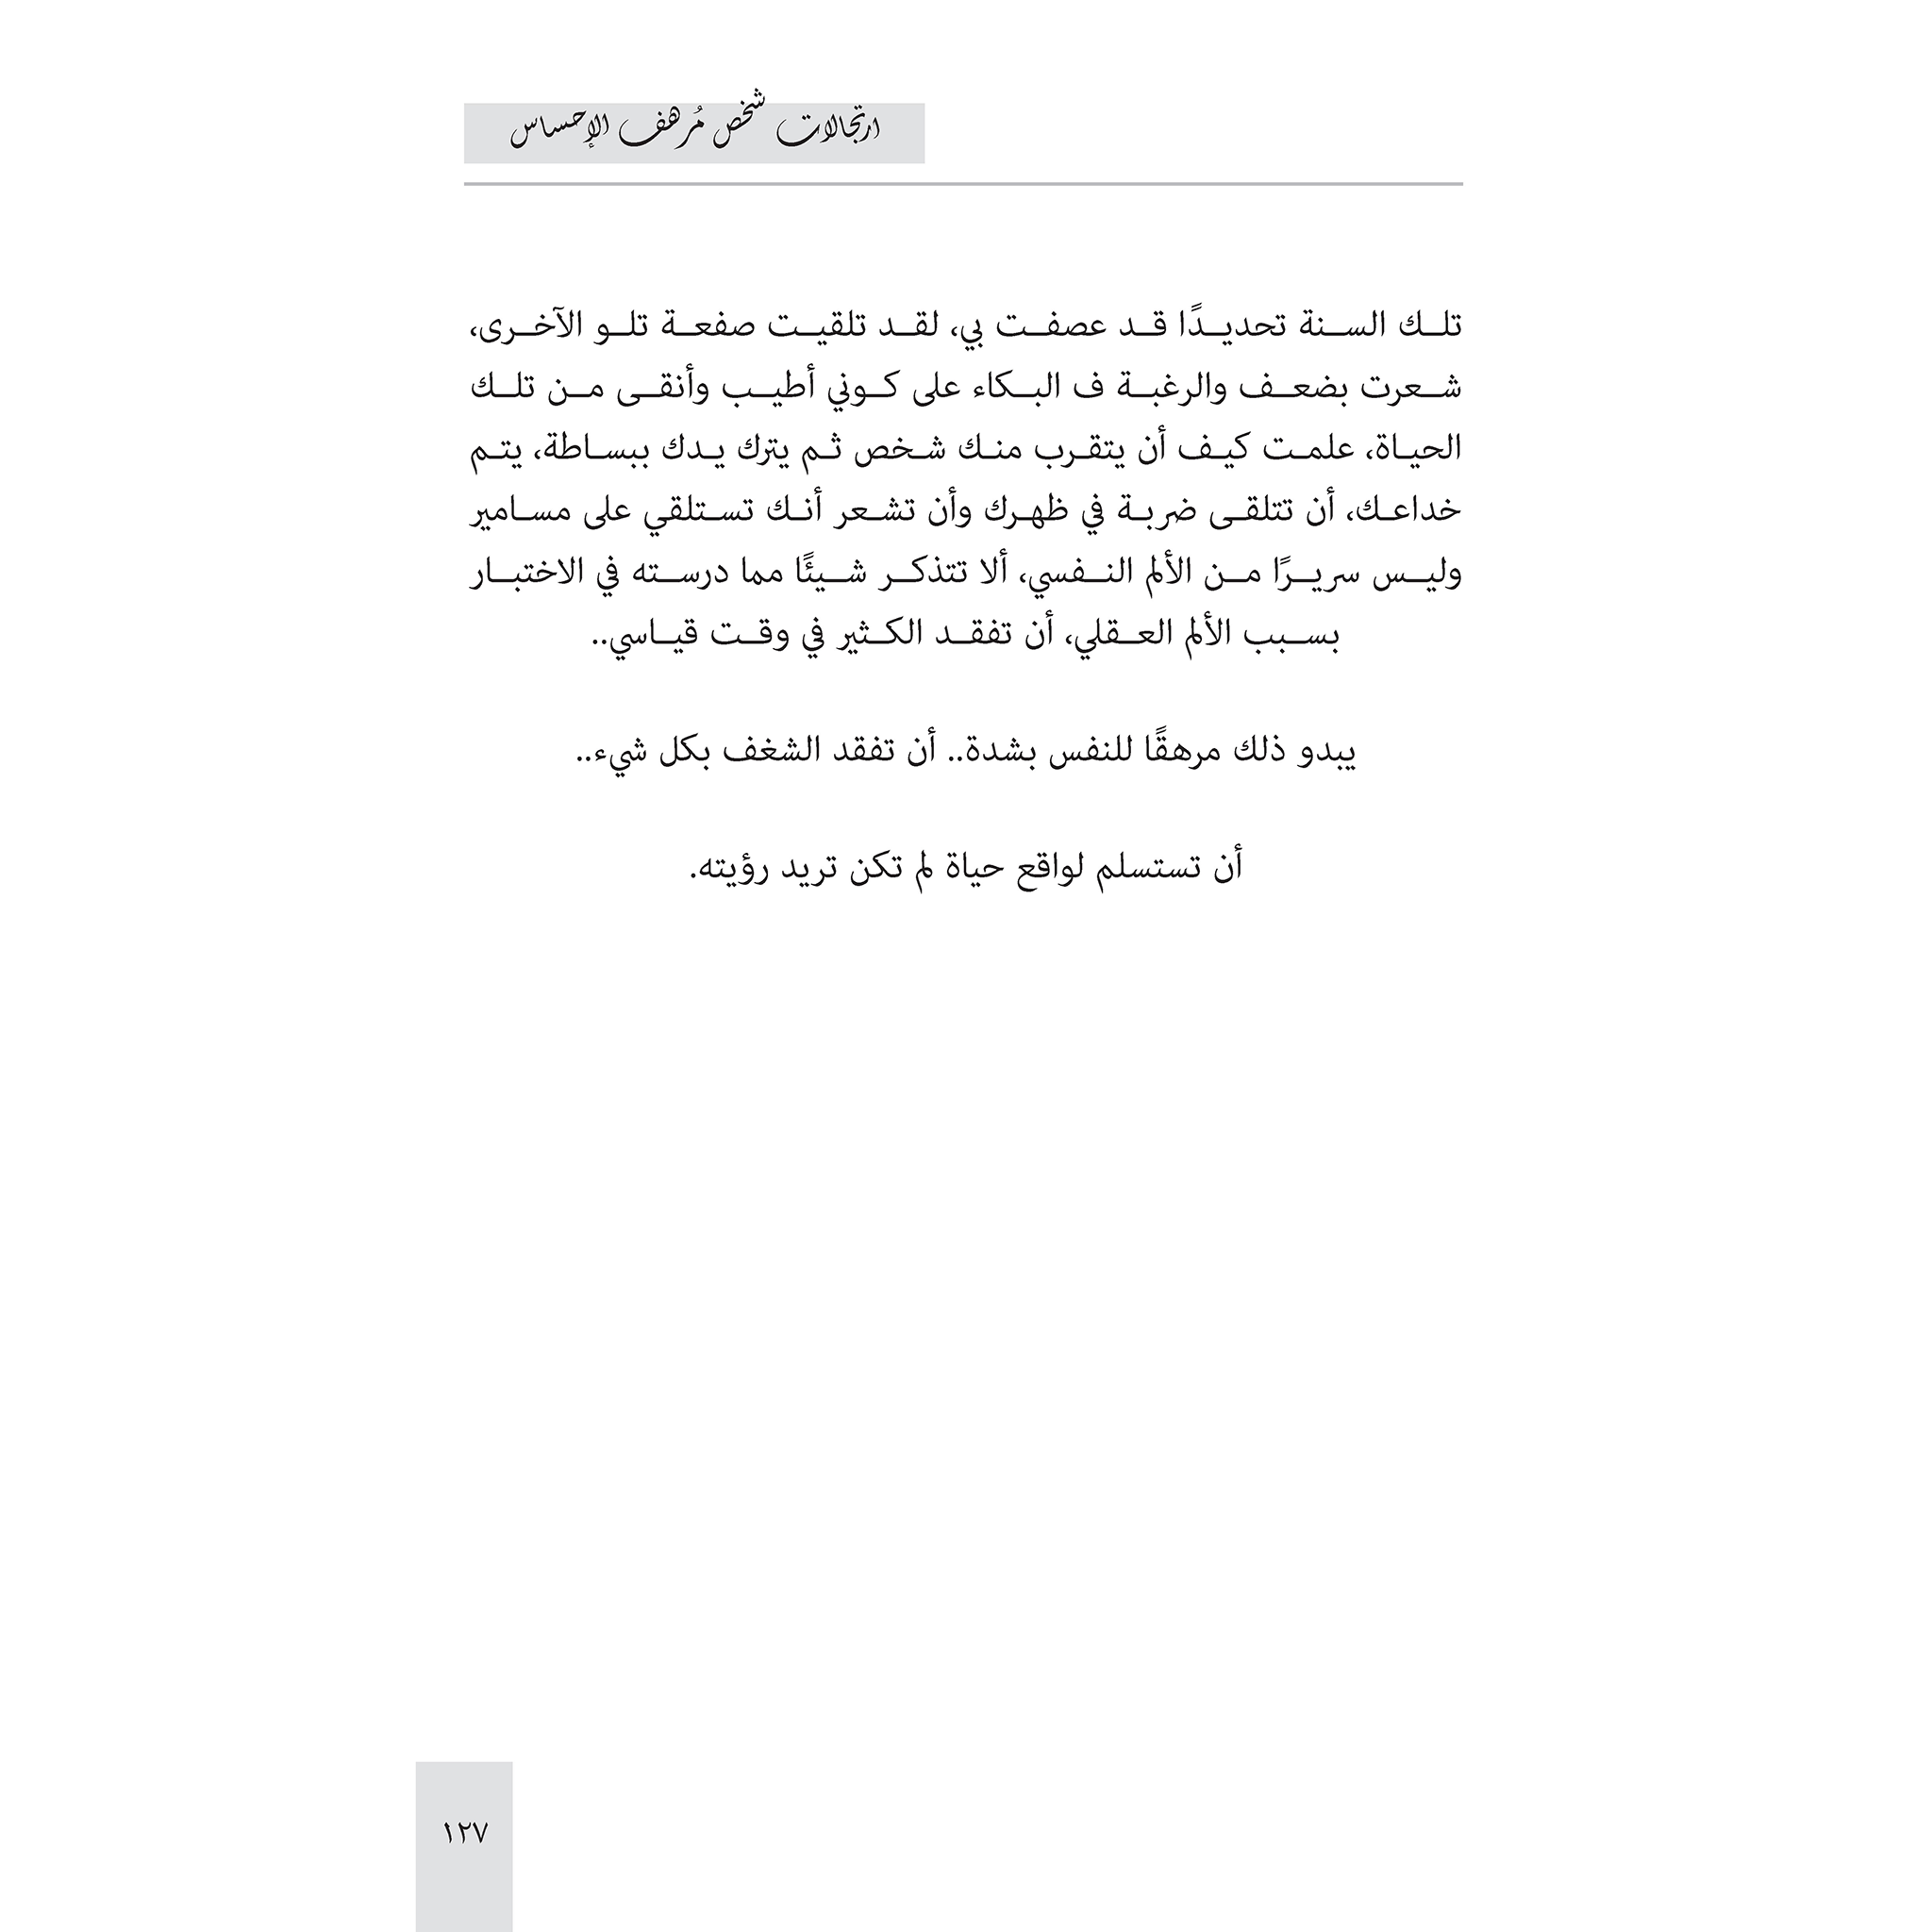 ارتجالات شخص مُرهف الإحساس
تلك السنة تحديدًا قد عصفت بي، لقد تلقيت صفعة تلو الآخرى،
شعرت بضعف والرغبة ف البكاء على كوني أطيب وأنقى من تلك
الحياة، علمت كيف أن يتقرب منك شخص ثم يترك يدك ببساطة، يتم
خداعك، أن تتلقى ضربة في ظهرك وأن تشعر أنك تستلقي على مسامير
وليس سريرًا من الألم النفسي، ألا تتذكر شيئًا مما درسته في الاختبار
بسبب الألم العقلي، أن تفقد الكثير في وقت قياسي..
يبدو ذلك مرهقًا للنفس بشدة.. أن تفقد الشغف بكل شيء..
أن تستسلم لواقع حياة لم تكن تريد رؤيته.
١٢٧